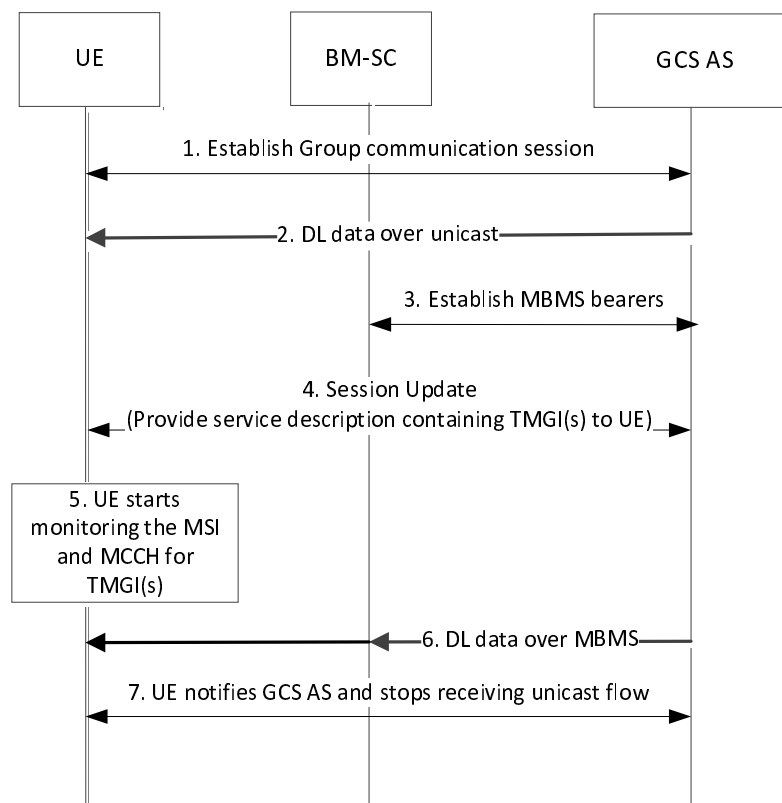 UE
BM-SC
GCS AS
1. Establish Group communication session
2. DL data over unicast
3. Establish MBMS bearers
4. Session Update
(Provide service description containing TMGI(s) to UE)
5. UE starts
monitoring the MSI
and MCCH for
TMGI(s)
6. DL data over MBMS
7. UE notifies GCS AS and stops receiving unicast flow